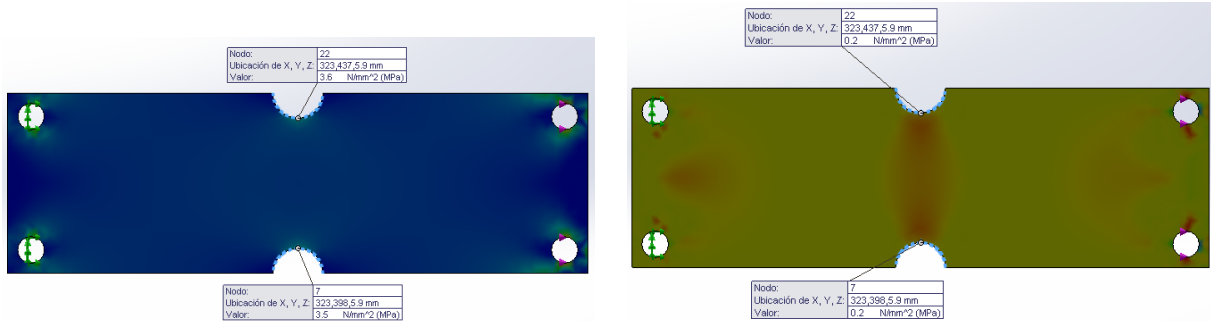 Nodo: 22
Ubicación de X, Y, Z: 323,437,5.9 mm
Valor: 3.6 N/mm^2 (MPa)
Nodo: 7
Ubicación de X, Y, Z: 323,398,5.9 mm
Valor: 3.5 N/mm^2 (MPa)
Nodo: 22
Ubicación de X, Y, Z: 323,437,5.9 mm
Valor: 0.2 N/mm^2 (MPa)
Nodo: 7
Ubicación de X, Y, Z: 323,398,5.9 mm
Valor: 0.2 N/mm^2 (MPa)